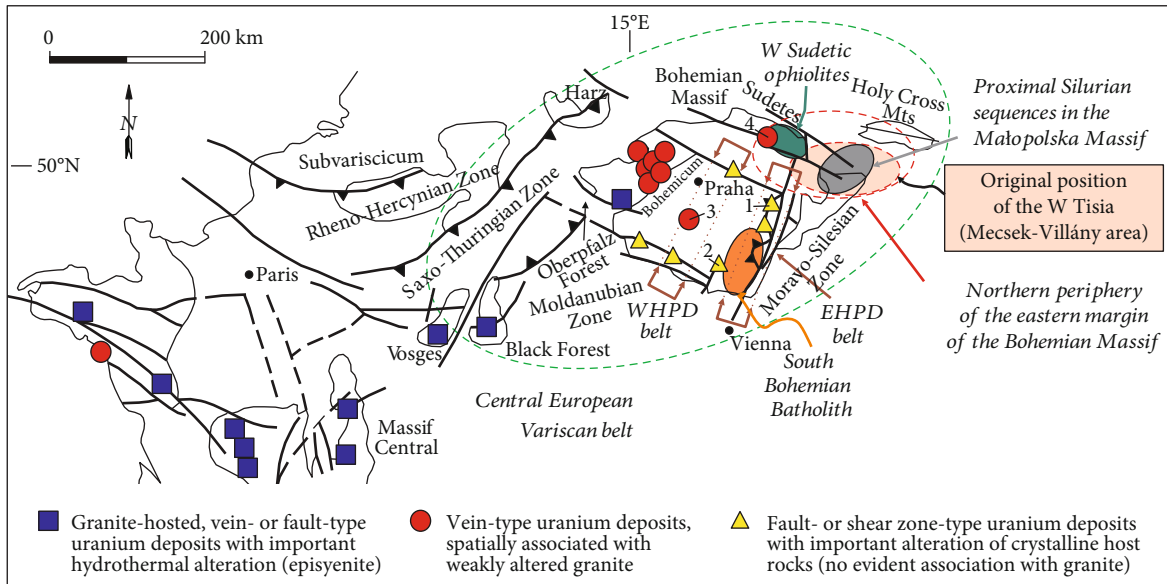 0
200 km
15°E
N
50°N
W Sudetic
ophiolites
Bohemian
Massif
Sudetes
Holy Cross
Mts
Harz
Proximal Silurian
sequences in the
Małopolska Massif
Subvariscicum
Rheno-Hercynian Zone
Saxo-Thuringian Zone
Bohemicum
Praha
4
1
3
2
Original position
of the W Tisia
(Mecsek-Villány area)
Paris
Oberpfalz
Forest
Moldanubian
Zone
WHPD
belt
Moravo-Silesian
Zone
EHPD
belt
Vienna
Northern periphery
of the eastern margin
of the Bohemian Massif
Vosges
Black Forest
South
Bohemian
Batholith
Central European
Variscan belt
Massif
Central
Granite-hosted, vein- or fault-type
uranium deposits with important
hydrothermal alteration (episyenite)
Vein-type uranium deposits,
spatially associated with
weakly altered granite
Fault- or shear zone-type uranium deposits
with important alteration of crystalline host
rocks (no evident association with granite)